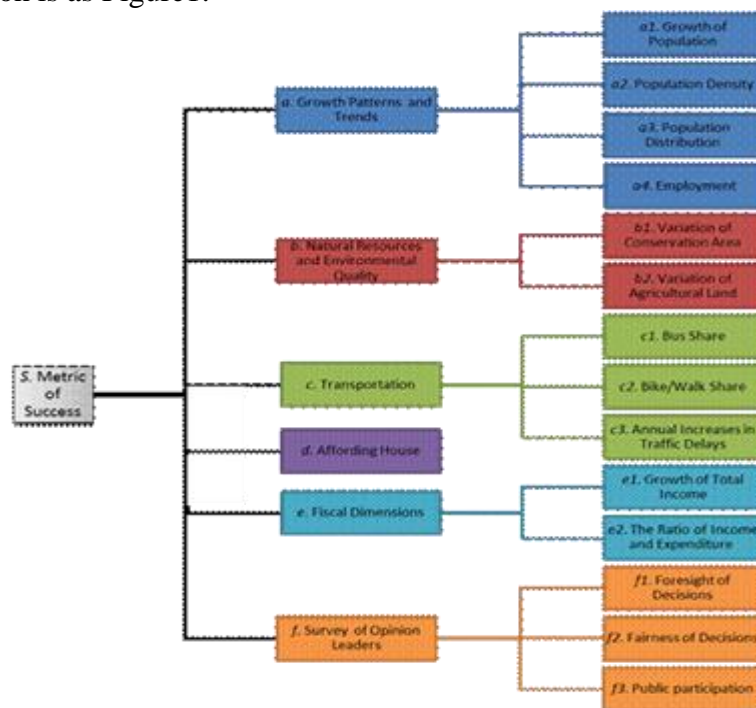 on is as Figure1.
a1. Growth of
Population
a. Growth Patterns and
Trends
a2. Population Density
a3. Population
Distribution
a4. Employment
b. Natural Resources
and Environmental
Quality
b1. Variation of
Conservation Area
b2. Variation of
Agricultural Land
S. Metric
of
Success
c. Transportation
c1. Bus Share
c2. Bike/Walk Share
c3. Annual Increases in
Traffic Delays
d. Affording House
e. Fiscal Dimensions
e1. Growth of Total
Income
e2. The Ratio of Income
and Expenditure
f. Survey of Opinion
Leaders
f1. Foresight of
Decisions
f2. Fairness of Decisions
f3. Public participation